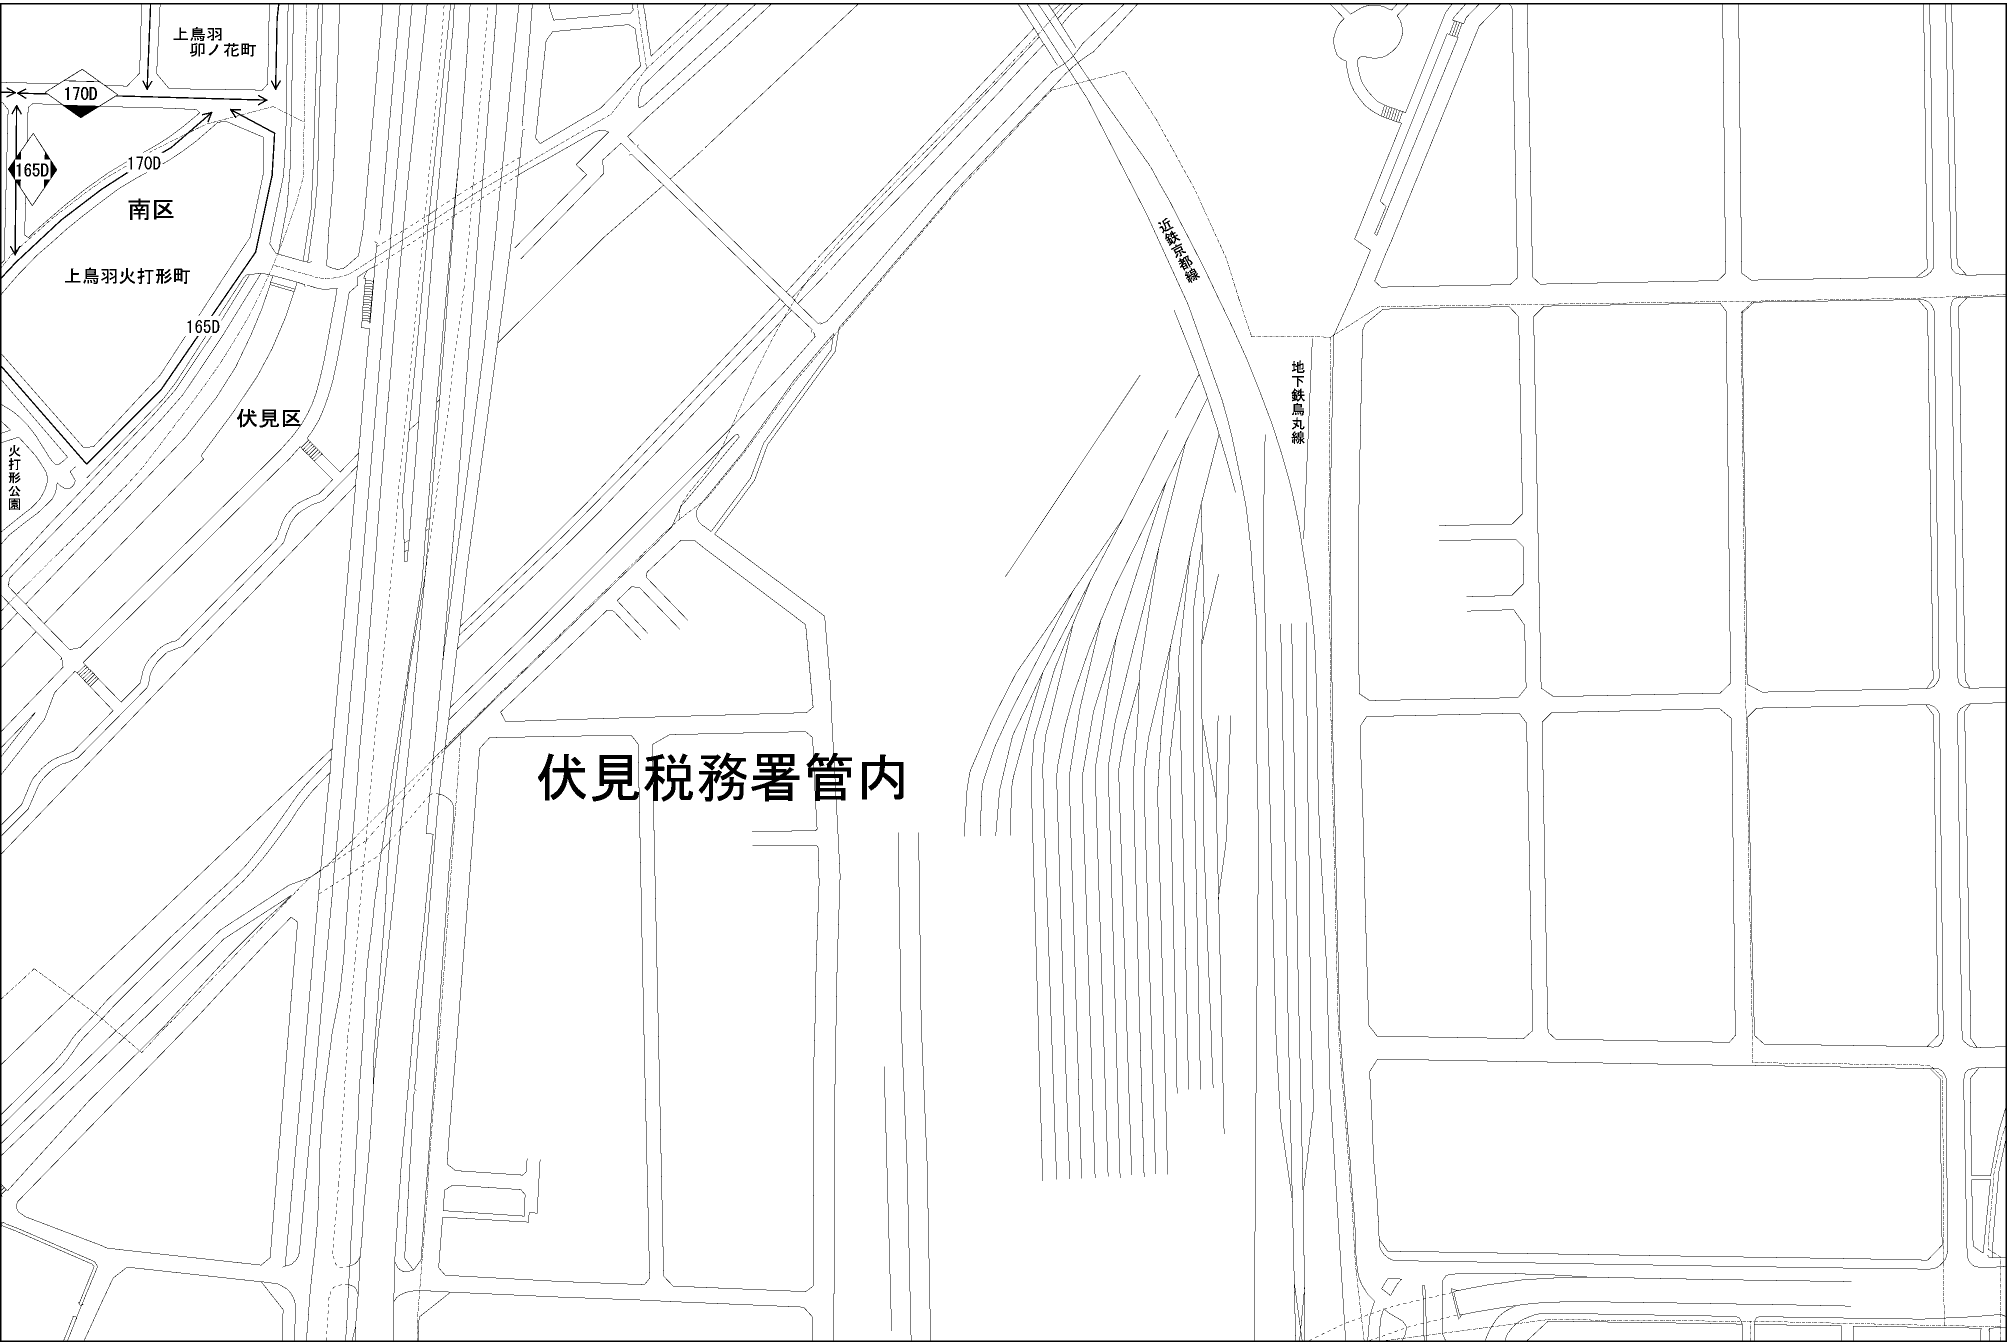 上鳥羽
卯ノ花町
170D
165D
170D
南区
上鳥羽火打形町
165D
伏見区
火打形公園
近鉄京都線
地下鉄烏丸線
伏見税務署管内